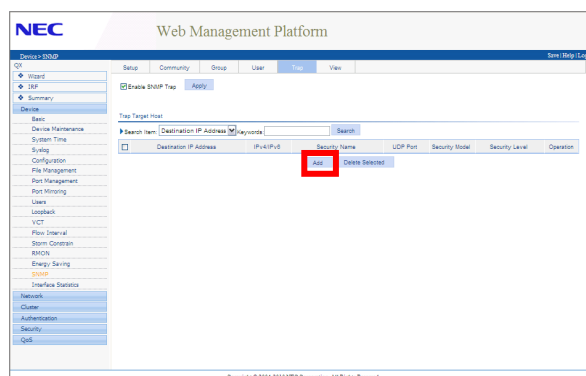 NEC
Web Management Platform
Device > SNMP
Save | Help |
QX
Wizard
IRF
Summary
Device
Basic
Device Maintenance
System Time
Syslog
Configuration
File Management
Port Management
Port Mirroring
Users
Loopback
VCT
Flow Interval
Storm Constrain
RMON
Energy Saving
SNMP
Interface Statistics
Network
Cluster
Authentication
Security
QoS
Setup Community Group User Trap View
Enable SNMP Trap Apply
Trap Target Host
Search Item: Destination IP Address Keywords: Search
Destination IP Address IPv4/IPv6 Security Name UDP Port Security Model Security Level Operation
Add Delete Selected